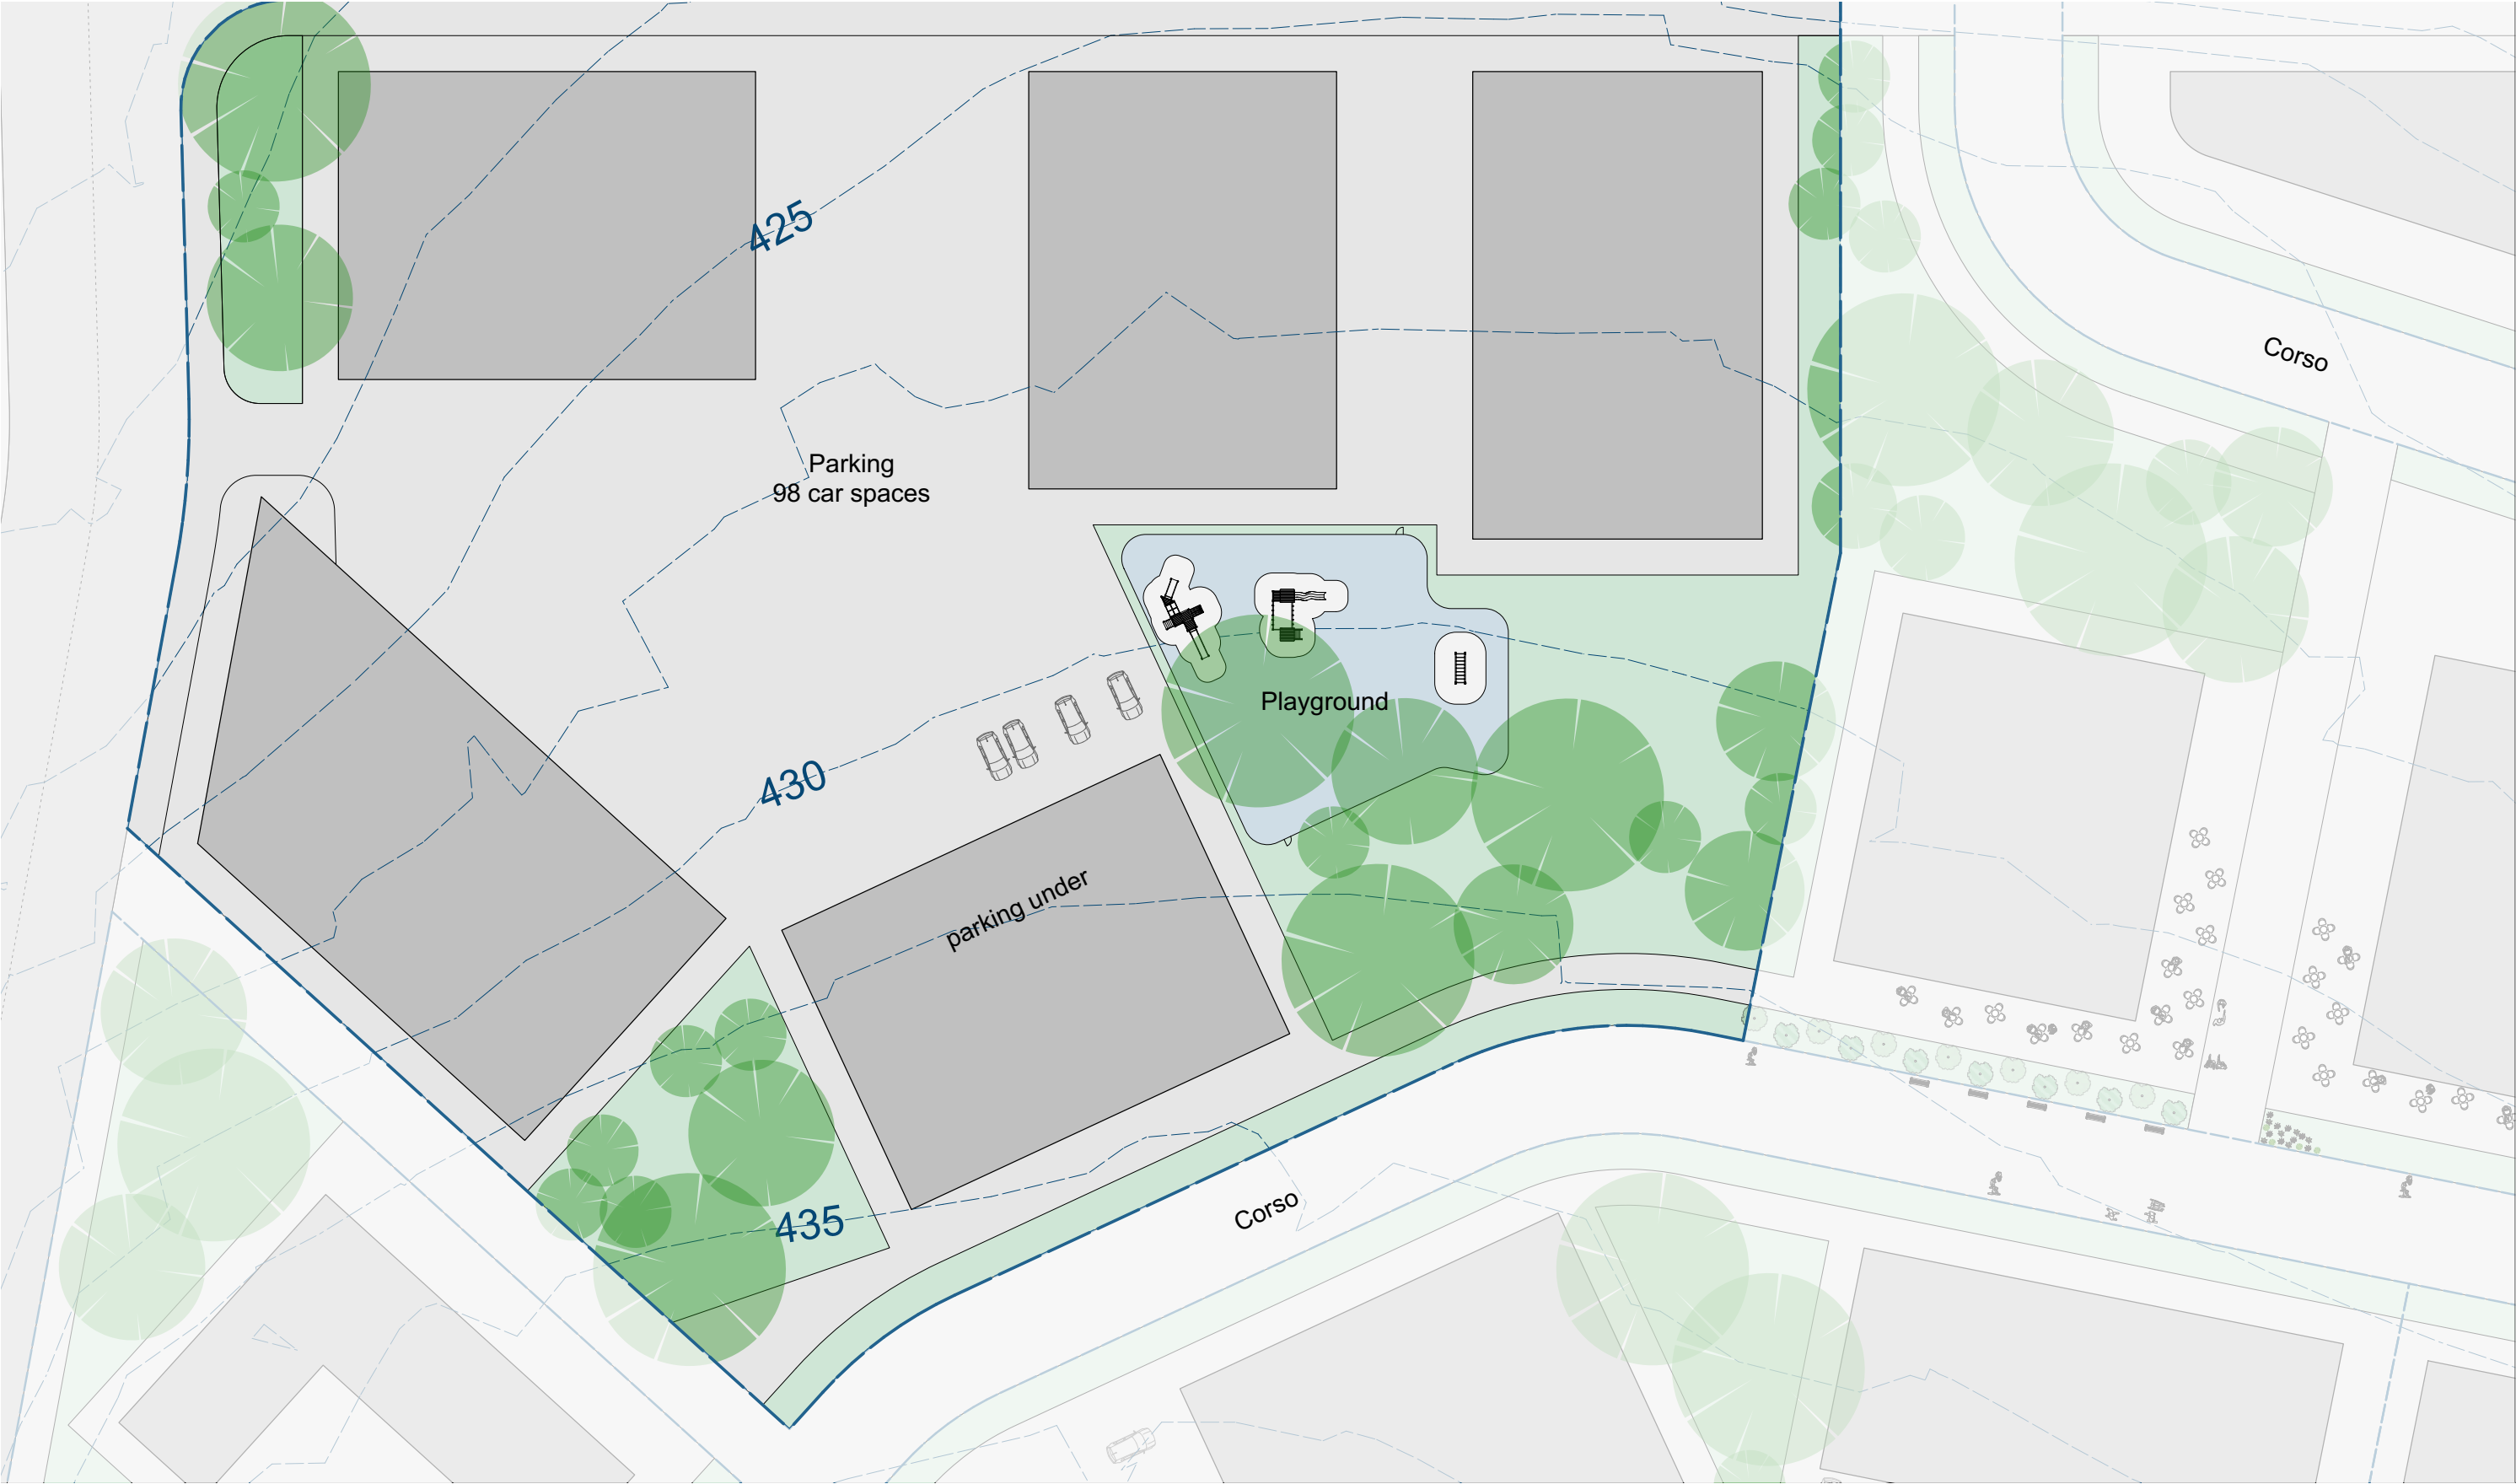 425
Corso
Parking
98 car spaces
Playground
430
parking under
435
Corso